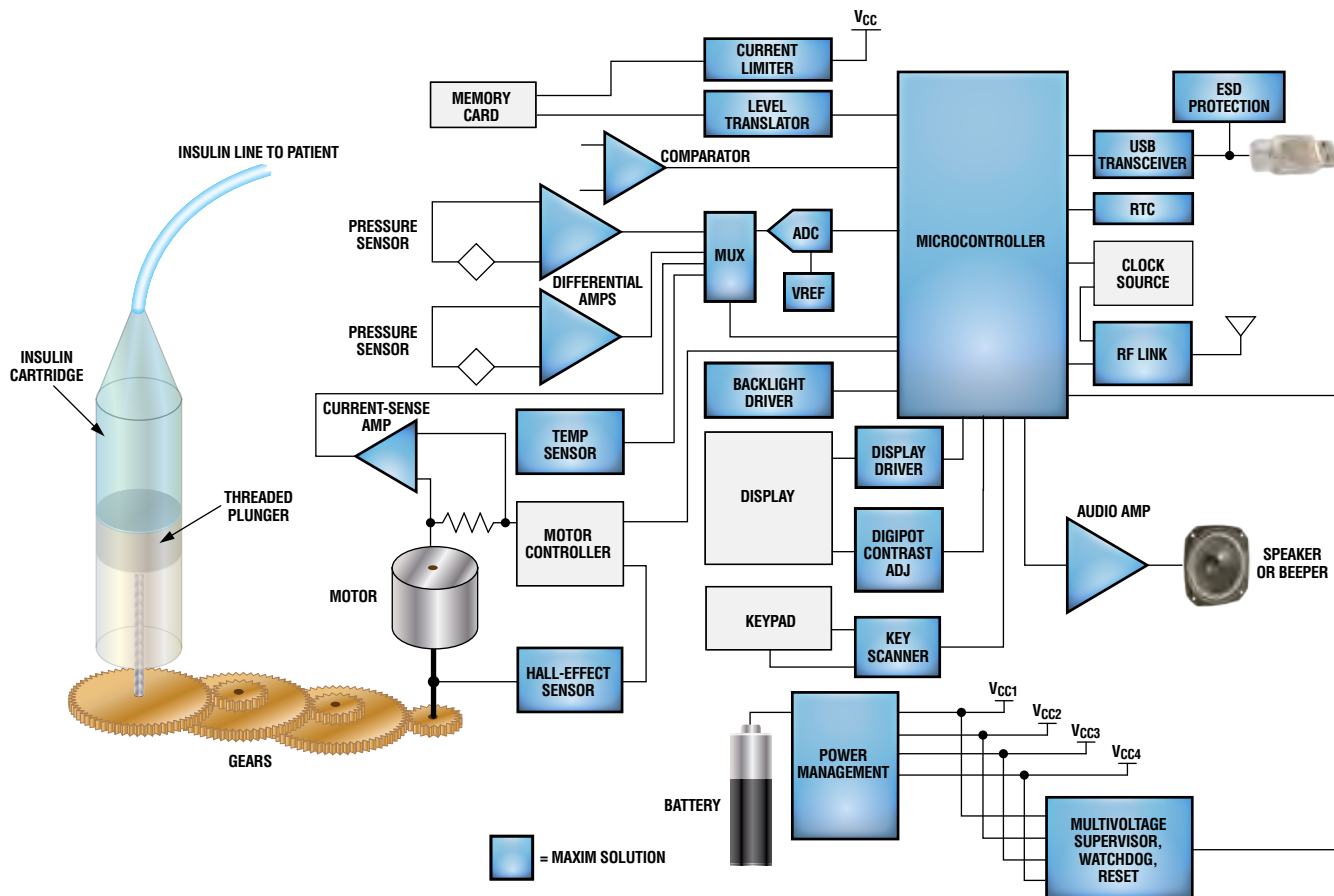 VCC
CURRENT
LIMITER
MEMORY
CARD
LEVEL
TRANSLATOR
ESD
PROTECTION
INSULIN LINE TO PATIENT
COMPARATOR
USB
TRANSCEIVER
PRESSURE
SENSOR
MUX
ADC
MICROCONTROLLER
RTC
DIFFERENTIAL
AMPS
VREF
CLOCK
SOURCE
PRESSURE
SENSOR
RF LINK
INSULIN
CARTRIDGE
BACKLIGHT
DRIVER
CURRENT-SENSE
AMP
TEMP
SENSOR
DISPLAY
DRIVER
DISPLAY
THREADED
PLUNGER
MOTOR
CONTROLLER
DIGIPOT
CONTRAST
ADJ
AUDIO AMP
SPEAKER
OR BEEPER
MOTOR
KEYPAD
KEY
SCANNER
HALL-EFFECT
SENSOR
GEARS
VCC1
VCC2
VCC3
VCC4
POWER
MANAGEMENT
BATTERY
MULTIVOLTAGE
SUPERVISOR,
WATCHDOG,
RESET
= MAXIM SOLUTION